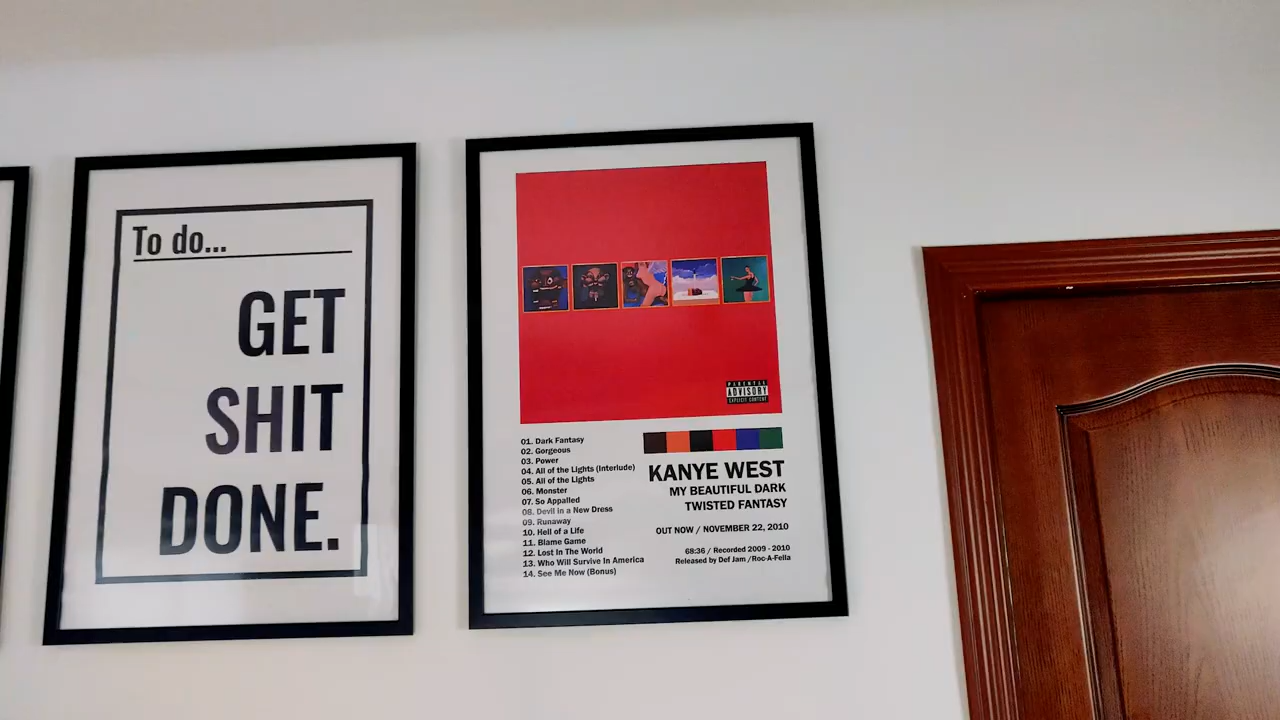 To do...
GET
SHIT
DONE.
PARENTAL
ADVISORY
EXPLICIT CONTENT
01. Dark Fantasy
02. Gorgeous
03. Power
04. All of the Lights (Interlude)
05. All of the Lights
06. Monster
07. So Appalled
08. Devil in a New Dress
09. Runaway
10. Hell of a Life
11. Blame Game
12. Lost In The World
13. Who Will Survive In America
14. See Me Now (Bonus)
KANYE WEST
MY BEAUTIFUL DARK
TWISTED FANTASY
OUT NOW / NOVEMBER 22, 2010
68:36 / Recorded 2009 - 2010
Released by Def Jam /Roc-A-Fella